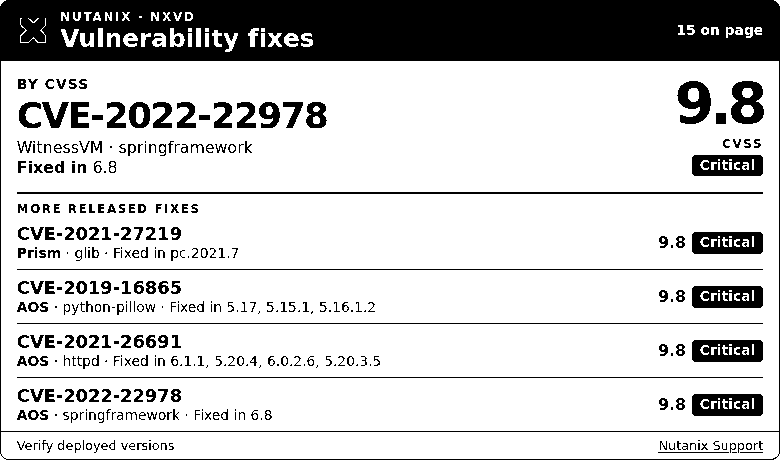 NUTANIX · NXVD
Vulnerability fixes
15 on page
BY CVSS
CVE-2022-22978
WitnessVM · springframework
Fixed in 6.8
9.8
CVSS
Critical
MORE RELEASED FIXES
CVE-2021-27219
Prism · glib · Fixed in pc.2021.7
9.8 Critical
CVE-2019-16865
AOS · python-pillow · Fixed in 5.17, 5.15.1, 5.16.1.2
9.8 Critical
CVE-2021-26691
AOS · httpd · Fixed in 6.1.1, 5.20.4, 6.0.2.6, 5.20.3.5
9.8 Critical
CVE-2022-22978
AOS · springframework · Fixed in 6.8
9.8 Critical
Verify deployed versions
Nutanix Support